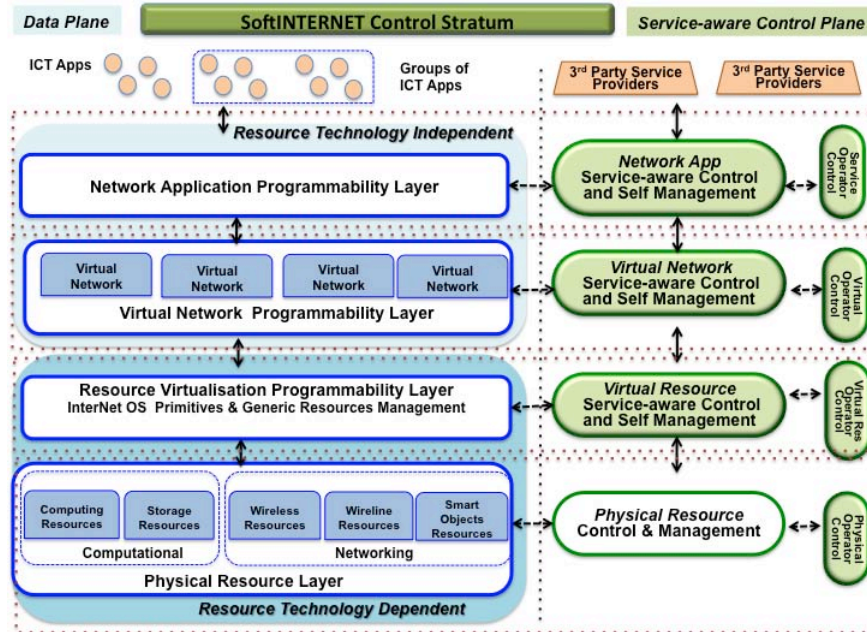 Data Plane
SoftINTERNET Control Stratum
Service-aware Control Plane
ICT Apps
Groups of
ICT Apps
3rd Party Service
Providers
3rd Party Service
Providers
Resource Technology Independent
Network Application Programmability Layer
Network App
Service-aware Control
and Self Management
Service
Operator
Control
Virtual
Network
Virtual
Network
Virtual
Network
Virtual
Network
Virtual Network Programmability Layer
Virtual Network
Service-aware Control
and Self Management
Virtual
Operator
Control
Resource Virtualisation Programmability Layer
InterNet OS Primitives & Generic Resources Management
Virtual Resource
Service-aware Control
and Self Management
Virtual Res
Operator
Control
Computing
Resources
Storage
Resources
Wireless
Resources
Wireline
Resources
Smart
Objects
Resources
Computational
Networking
Physical Resource Layer
Physical Resource
Control & Management
Physical
Operator
Control
Resource Technology Dependent